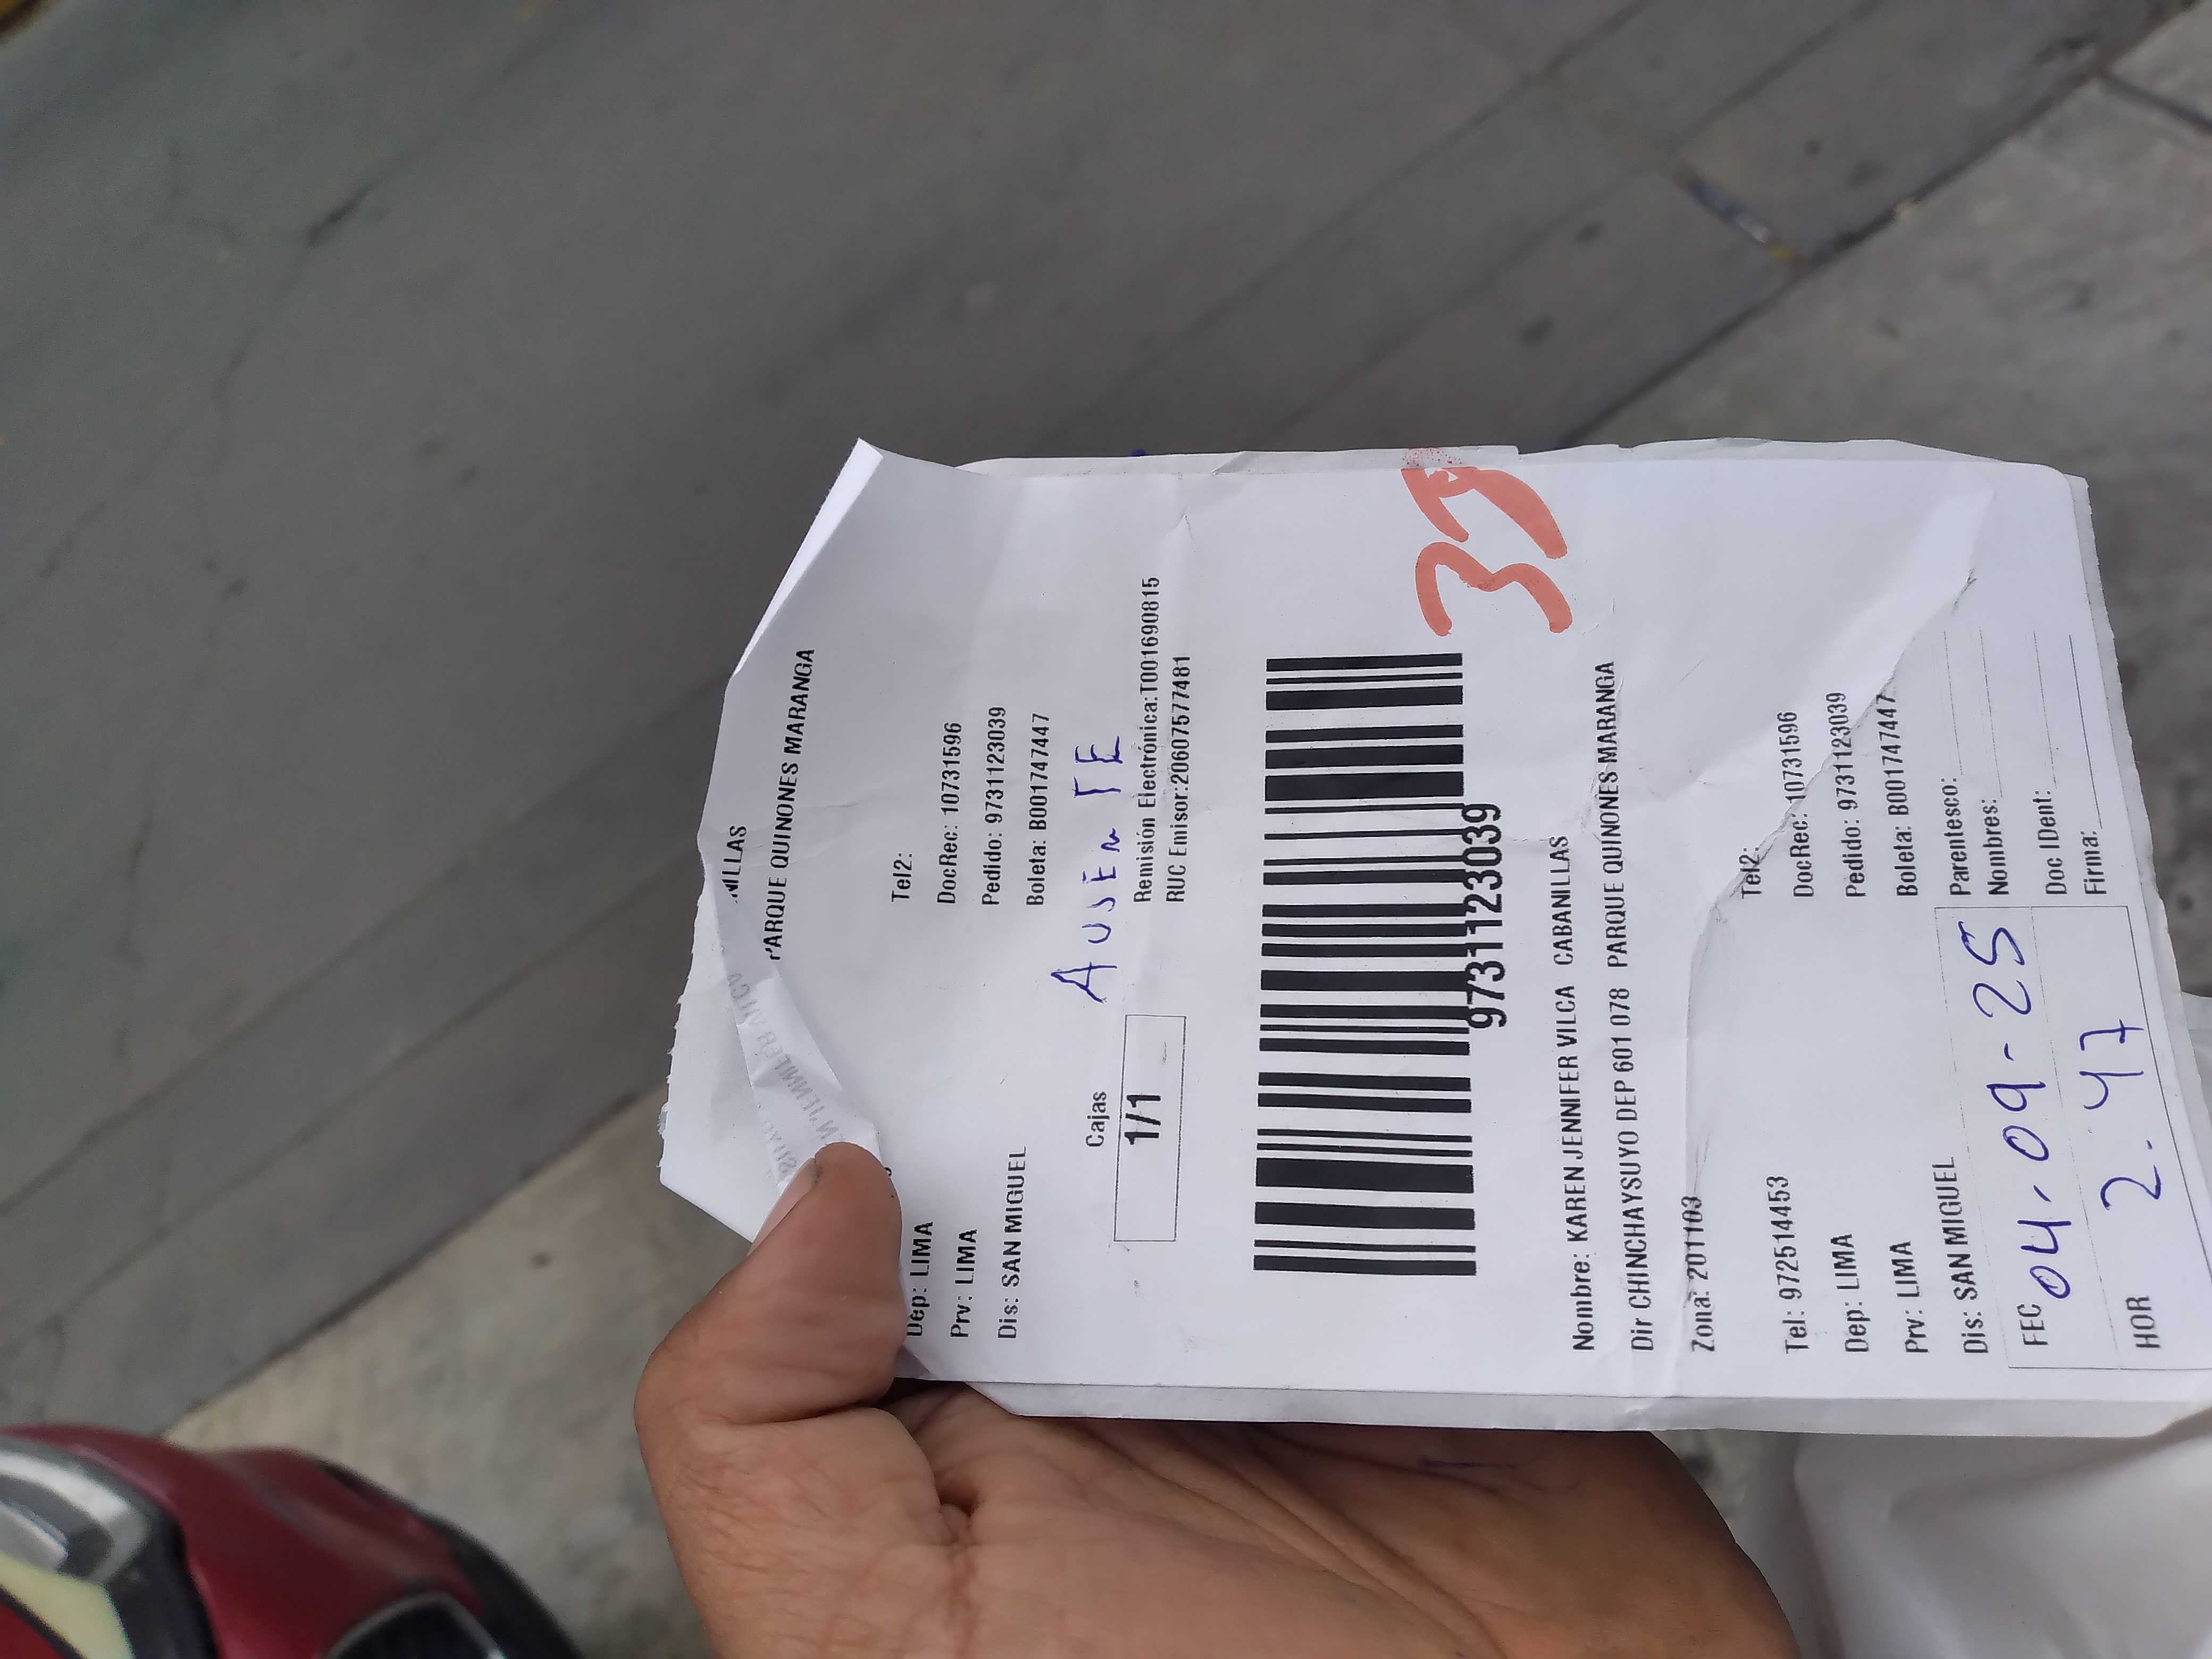 PARQUE QUINONES MARANGA
Tel2:
DocRec: 10731596
Dep: LIMA
Pedido: 9731123039
Prv: LIMA
Boleta: B001747447
Dis: SAN MIGUEL
AUSENTE
Cajas
1/1
Remisión Electrónica:T001690815
RUC Emisor:20607577481
39
9731123039
Nombre: KAREN JENNIFER VILCA CABANILLAS
Dir CHINCHAYSUYO DEP 601 078 PARQUE QUINONES MARANGA
Zona: 201103
Tel: 972514453 Tel2:
Dep: LIMA DocRec: 10731596
Prv: LIMA Pedido: 9731123039
Dis: SAN MIGUEL Boleta: B001747447
FEC 04-09-25
Parentesco:
Nombres:
HOR 2.47
Doc IDent:
Firma: